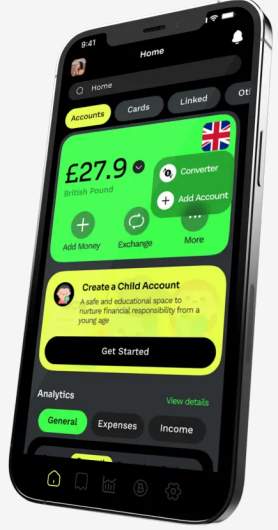 9:41
Home
Home
Accounts
Cards
Linked
£27.9
British Pound
Converter
Add Account
Add Money
Exchange
More
Create a Child Account
A safe and educational space to
nurture financial responsibility from a
young age
Get Started
Analytics
View details
General
Expenses
Income